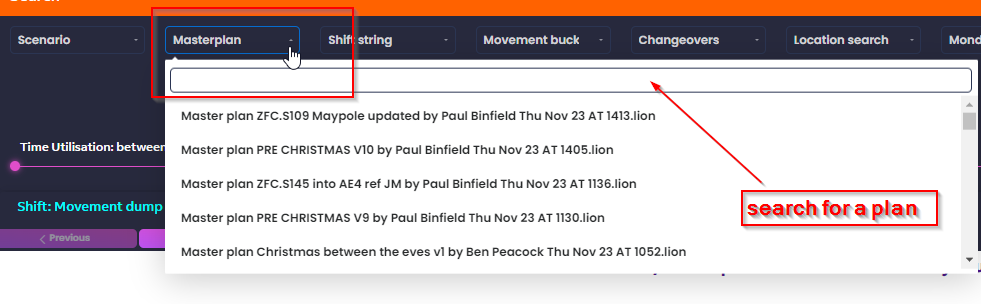 Search
Scenario
Masterplan
Shift string
Movement buck
Changeovers
Location search
Mond
Master plan ZFC.S109 Maypole updated by Paul Binfield Thu Nov 23 AT 1413.lion
Master plan PRE CHRISTMAS V10 by Paul Binfield Thu Nov 23 AT 1405.lion
Time Utilisation: between
Master plan ZFC.S145 into AE4 ref JM by Paul Binfield Thu Nov 23 AT 1136.lion
Shift: Movement dump
search for a plan
Master plan PRE CHRISTMAS V9 by Paul Binfield Thu Nov 23 AT 1130.lion
Previous
Master plan Christmas between the eves v1 by Ben Peacock Thu Nov 23 AT 1052.lion